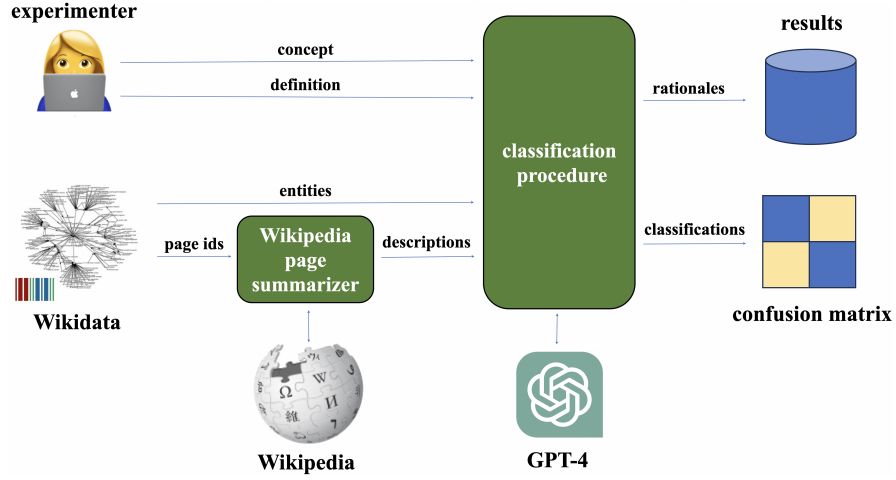 experimenter
concept
definition
results
rationales
classification
procedure
entities
page ids
Wikipedia
page
summarizer
descriptions
classifications
Wikidata
confusion matrix
Ω
W
И
維
Wikipedia
GPT-4